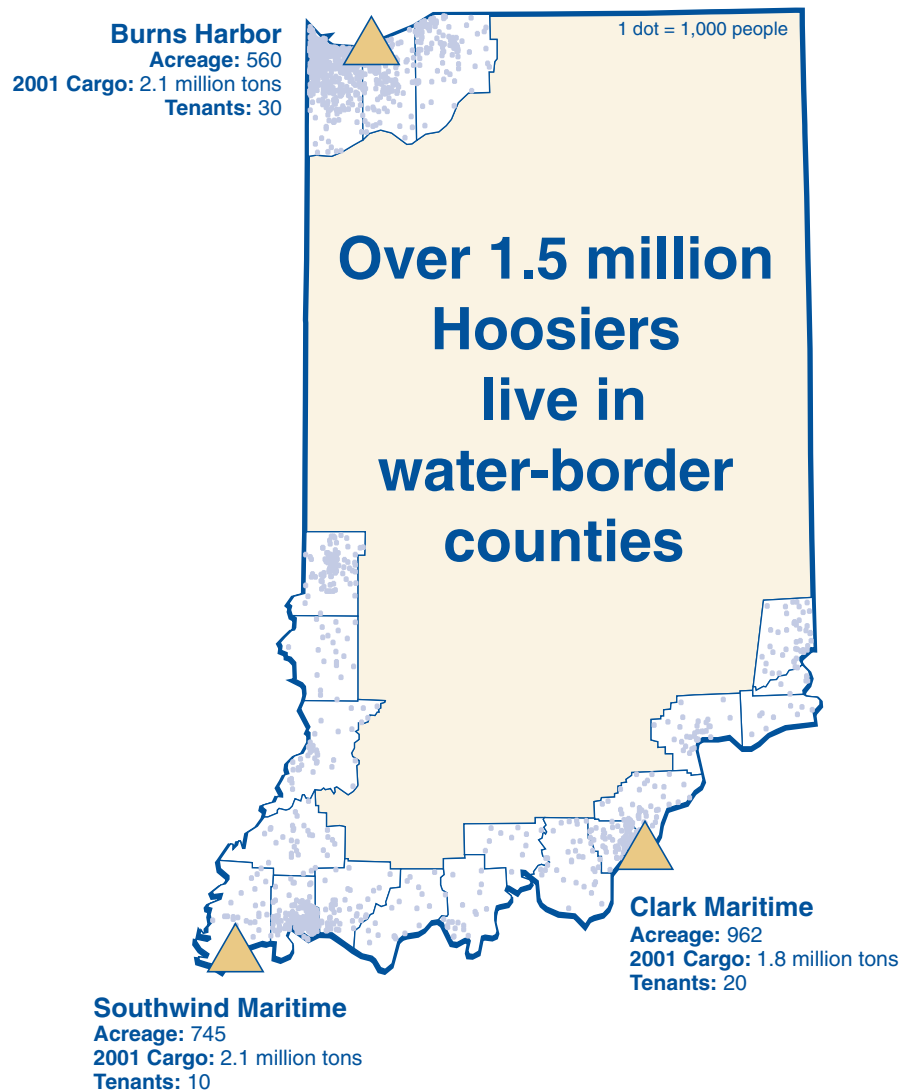 Burns Harbor
Acreage: 560
2001 Cargo: 2.1 million tons
Tenants: 30
1 dot = 1,000 people
Over 1.5 million
Hoosiers
live in
water-border
counties
Clark Maritime
Acreage: 962
2001 Cargo: 1.8 million tons
Tenants: 20
Southwind Maritime
Acreage: 745
2001 Cargo: 2.1 million tons
Tenants: 10